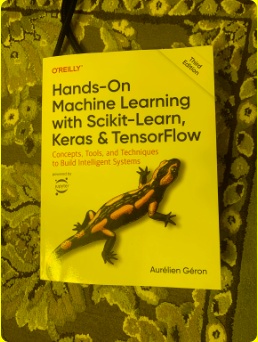 O'REILLY
Third
Edition
Hands-On
Machine Learning
with Scikit-Learn,
Keras & TensorFlow
Concepts, Tools, and Techniques
to Build Intelligent Systems
Aurélien Géron